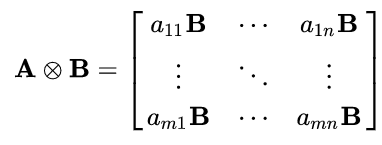 A ⊗ B = [ a₁₁B ⋯ a₁ₙB
⋮ ⋱ ⋮
aₘ₁B ⋯ aₘₙB ]